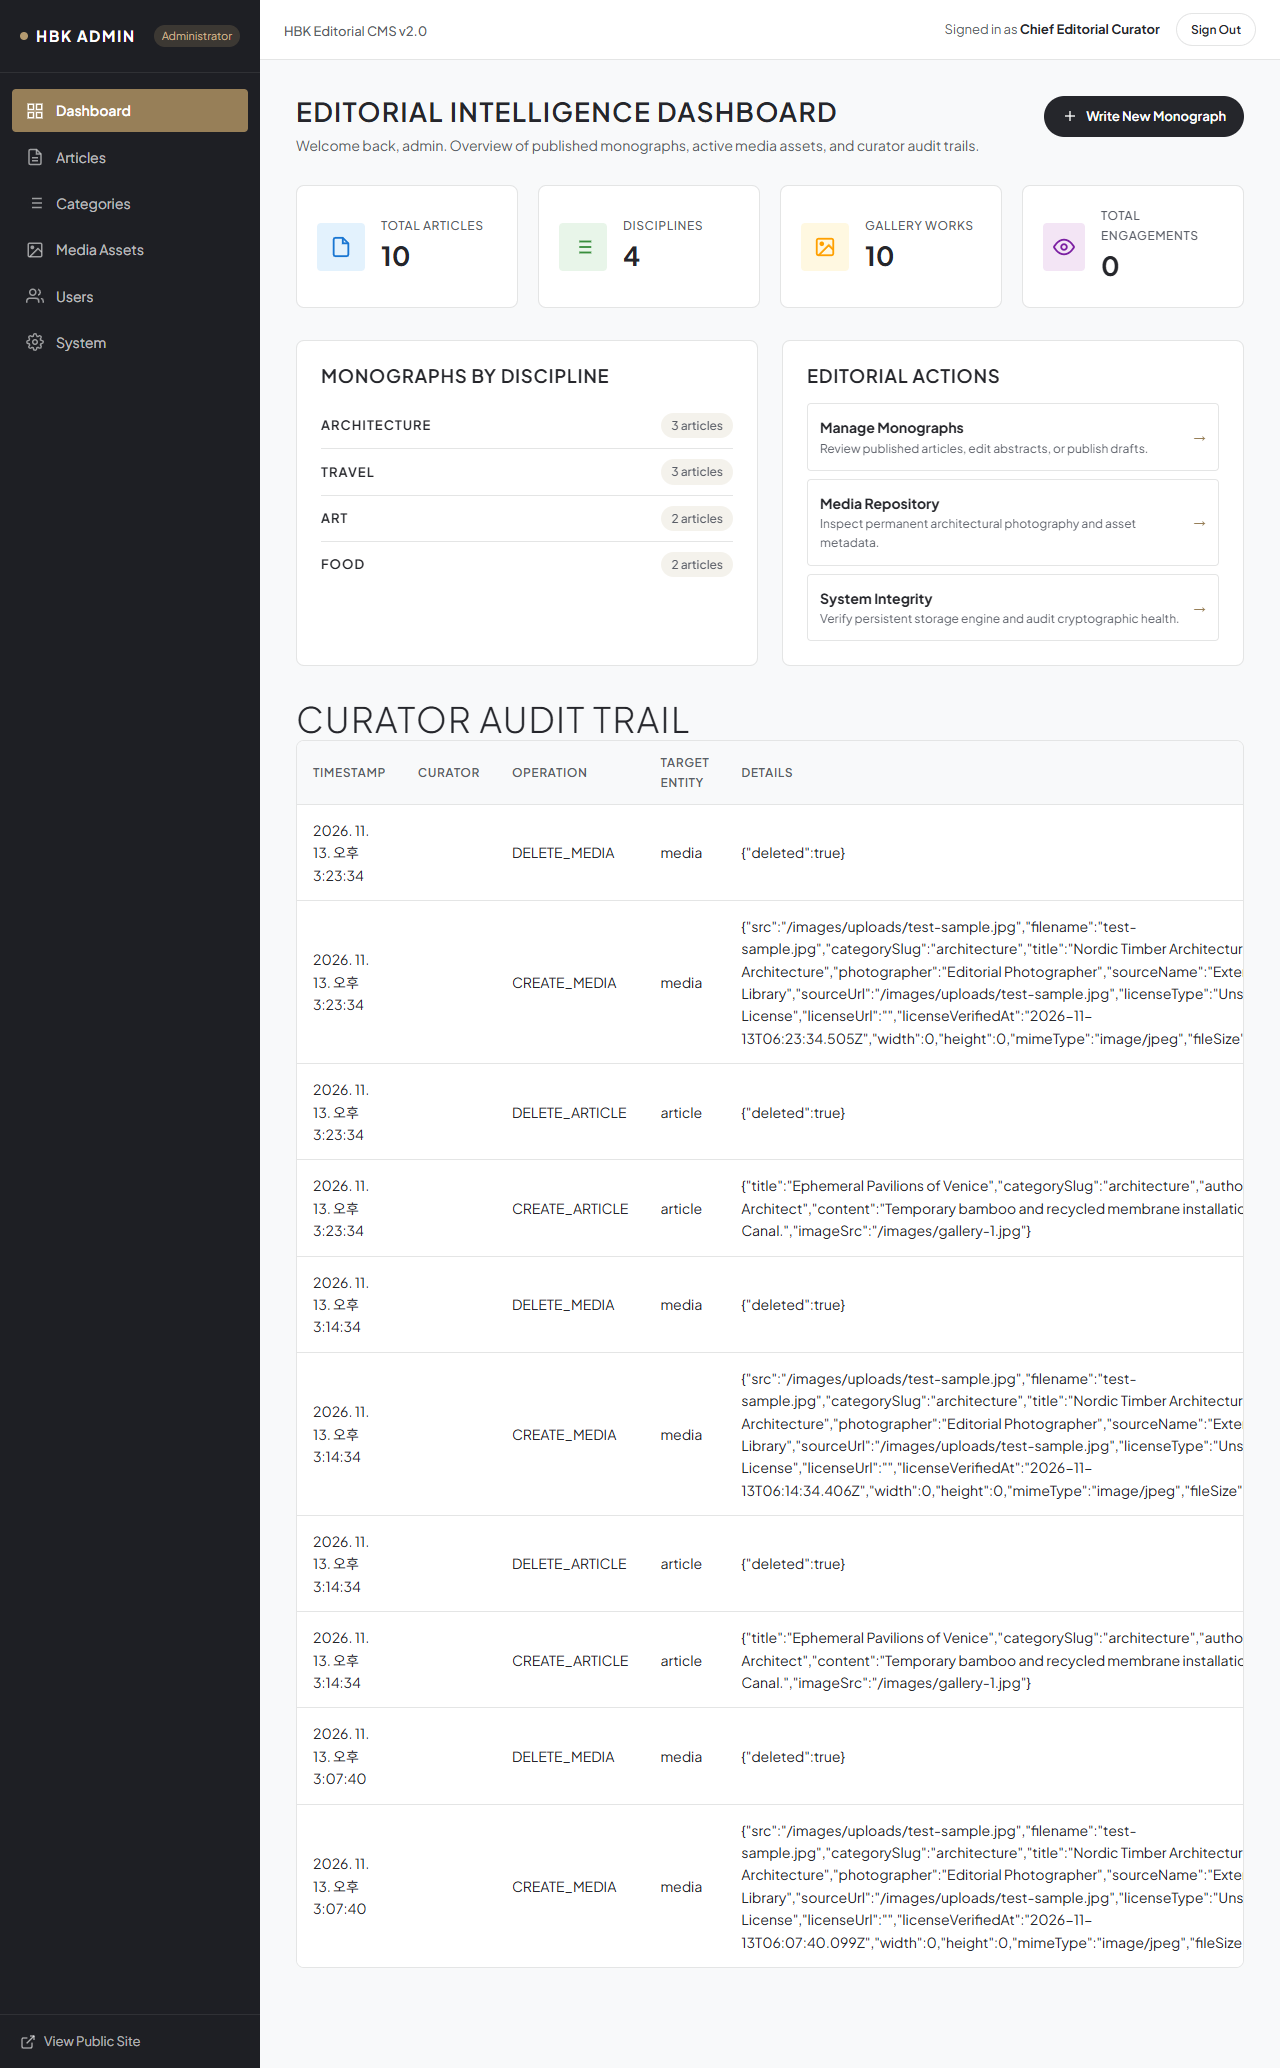 HBK ADMIN
Administrator
Dashboard
Articles
Categories
Media Assets
Users
System
View Public Site
HBK Editorial CMS v2.0
Signed in as Chief Editorial Curator
Sign Out
EDITORIAL INTELLIGENCE DASHBOARD
Welcome back, admin. Overview of published monographs, active media assets, and curator audit trails.
Write New Monograph
TOTAL ARTICLES
10
DISCIPLINES
4
GALLERY WORKS
10
TOTAL
ENGAGEMENTS
0
MONOGRAPHS BY DISCIPLINE
ARCHITECTURE
3 articles
TRAVEL
3 articles
ART
2 articles
FOOD
2 articles
EDITORIAL ACTIONS
Manage Monographs
Review published articles, edit abstracts, or publish drafts.
→
Media Repository
Inspect permanent architectural photography and asset
metadata.
→
System Integrity
Verify persistent storage engine and audit cryptographic health.
→
CURATOR AUDIT TRAIL
TIMESTAMP
CURATOR
OPERATION
TARGET
ENTITY
DETAILS
2026. 11.
13. 오후
3:23:34
DELETE_MEDIA
media
{"deleted":true}
2026. 11.
13. 오후
3:23:34
CREATE_MEDIA
media
{"src":"/images/uploads/test-sample.jpg","filename":"test-
sample.jpg","categorySlug":"architecture","title":"Nordic Timber Architectur
Architecture","photographer":"Editorial Photographer","sourceName":"Exte
Library","sourceUrl":"/images/uploads/test-sample.jpg","licenseType":"Uns
License","licenseUrl":"","licenseVerifiedAt":"2026-11-
13T06:23:34.505Z","width":0,"height":0,"mimeType":"image/jpeg","fileSize"
2026. 11.
13. 오후
3:23:34
DELETE_ARTICLE
article
{"deleted":true}
2026. 11.
13. 오후
3:23:34
CREATE_ARTICLE
article
{"title":"Ephemeral Pavilions of Venice","categorySlug":"architecture","autho
Architect","content":"Temporary bamboo and recycled membrane installatio
Canal.","imageSrc":"/images/gallery-1.jpg"}
2026. 11.
13. 오후
3:14:34
DELETE_MEDIA
media
{"deleted":true}
2026. 11.
13. 오후
3:14:34
CREATE_MEDIA
media
{"src":"/images/uploads/test-sample.jpg","filename":"test-
sample.jpg","categorySlug":"architecture","title":"Nordic Timber Architectur
Architecture","photographer":"Editorial Photographer","sourceName":"Exte
Library","sourceUrl":"/images/uploads/test-sample.jpg","licenseType":"Uns
License","licenseUrl":"","licenseVerifiedAt":"2026-11-
13T06:14:34.406Z","width":0,"height":0,"mimeType":"image/jpeg","fileSize"
2026. 11.
13. 오후
3:14:34
DELETE_ARTICLE
article
{"deleted":true}
2026. 11.
13. 오후
3:14:34
CREATE_ARTICLE
article
{"title":"Ephemeral Pavilions of Venice","categorySlug":"architecture","autho
Architect","content":"Temporary bamboo and recycled membrane installatio
Canal.","imageSrc":"/images/gallery-1.jpg"}
2026. 11.
13. 오후
3:07:40
DELETE_MEDIA
media
{"deleted":true}
2026. 11.
13. 오후
3:07:40
CREATE_MEDIA
media
{"src":"/images/uploads/test-sample.jpg","filename":"test-
sample.jpg","categorySlug":"architecture","title":"Nordic Timber Architectur
Architecture","photographer":"Editorial Photographer","sourceName":"Exte
Library","sourceUrl":"/images/uploads/test-sample.jpg","licenseType":"Uns
License","licenseUrl":"","licenseVerifiedAt":"2026-11-
13T06:07:40.099Z","width":0,"height":0,"mimeType":"image/jpeg","fileSize